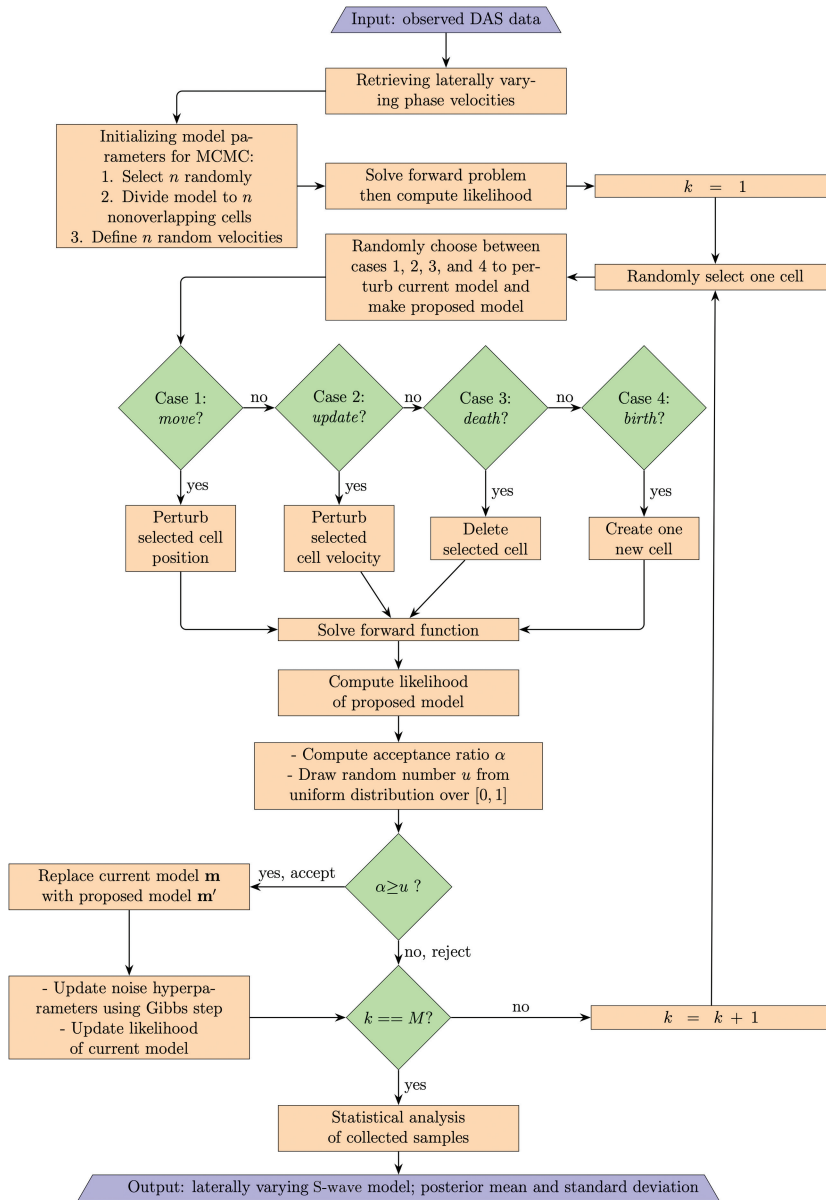 Input: observed DAS data
Retrieving laterally vary-
ing phase velocities
Initializing model pa-
rameters for MCMC:
1. Select n randomly
2. Divide model to n
nonoverlapping cells
3. Define n random velocities
Solve forward problem
then compute likelihood
k = 1
Randomly choose between
cases 1, 2, 3, and 4 to per-
turb current model and
make proposed model
Randomly select one cell
Case 1:
move?
no
Case 2:
update?
no
Case 3:
death?
no
Case 4:
birth?
yes
yes
yes
yes
Perturb
selected cell
position
Perturb
selected
cell velocity
Delete
selected cell
Create one
new cell
Solve forward function
Compute likelihood
of proposed model
- Compute acceptance ratio α
- Draw random number u from
uniform distribution over [0, 1]
α≥u ?
yes, accept
Replace current model m
with proposed model m′
no, reject
- Update noise hyperpa-
rameters using Gibbs step
- Update likelihood
of current model
k == M?
no
k = k + 1
yes
Statistical analysis
of collected samples
Output: laterally varying S-wave model; posterior mean and standard deviation